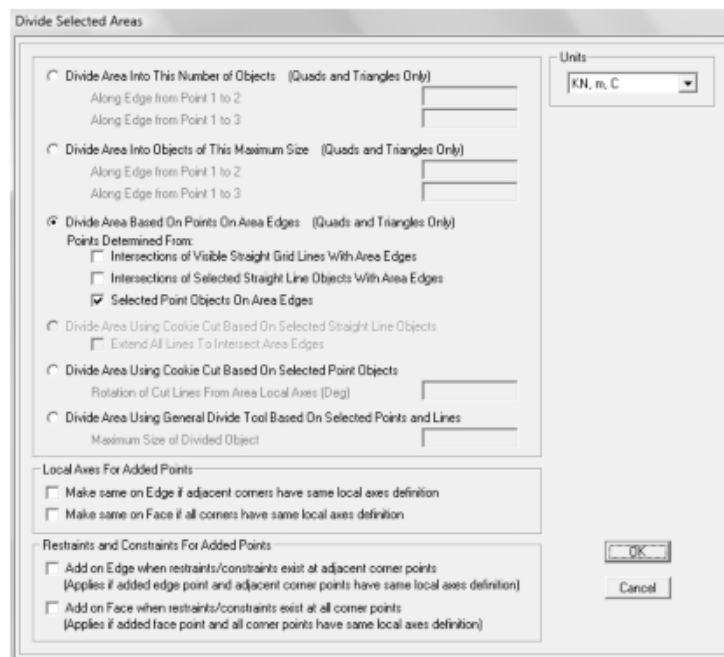 Divide Selected Areas
Divide Area Into This Number of Objects (Quads and Triangles Only)
Along Edge from Point 1 to 2
Along Edge from Point 1 to 3
Divide Area Into Objects of This Maximum Size (Quads and Triangles Only)
Along Edge from Point 1 to 2
Along Edge from Point 1 to 3
Divide Area Based On Points On Area Edges (Quads and Triangles Only)
Points Determined From:
Intersections of Visible Straight Grid Lines With Area Edges
Intersections of Selected Straight Line Objects With Area Edges
Selected Point Objects On Area Edges
Divide Area Using Cookie Cut Based On Selected Straight Line Objects
Extend All Lines To Intersect Area Edges
Divide Area Using Cookie Cut Based On Selected Point Objects
Rotation of Cut Lines From Area Local Axes (Deg)
Divide Area Using General Divide Tool Based On Selected Points and Lines
Maximum Size of Divided Object
Local Axes For Added Points
Make same on Edge if adjacent corners have same local axes definition
Make same on Face if all corners have same local axes definition
Restraints and Constraints For Added Points
Add on Edge when restraints/constraints exist at adjacent corner points
(Applies if added edge point and adjacent corner points have same local axes definition)
Add on Face when restraints/constraints exist at all corner points
(Applies if added face point and all corner points have same local axes definition)
Units
KN, m, C
OK
Cancel